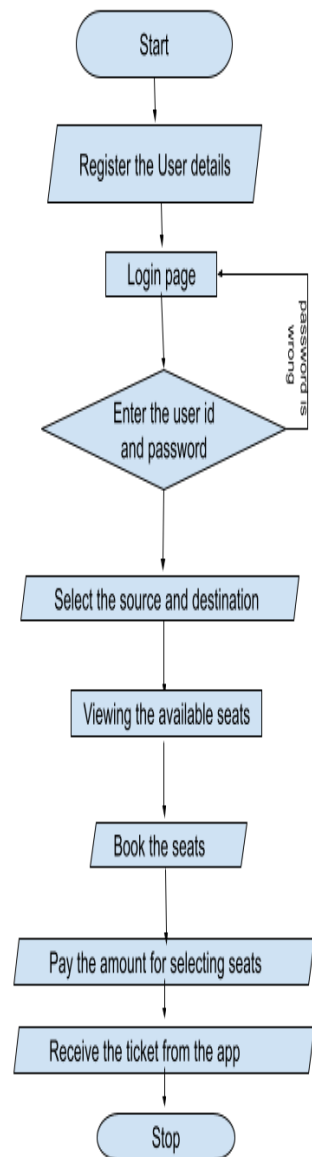 Start
Register the User details
Login page
password is
wrong
Enter the user id
and password
Select the source and destination
Viewing the available seats
Book the seats
Pay the amount for selecting seats
Receive the ticket from the app
Stop